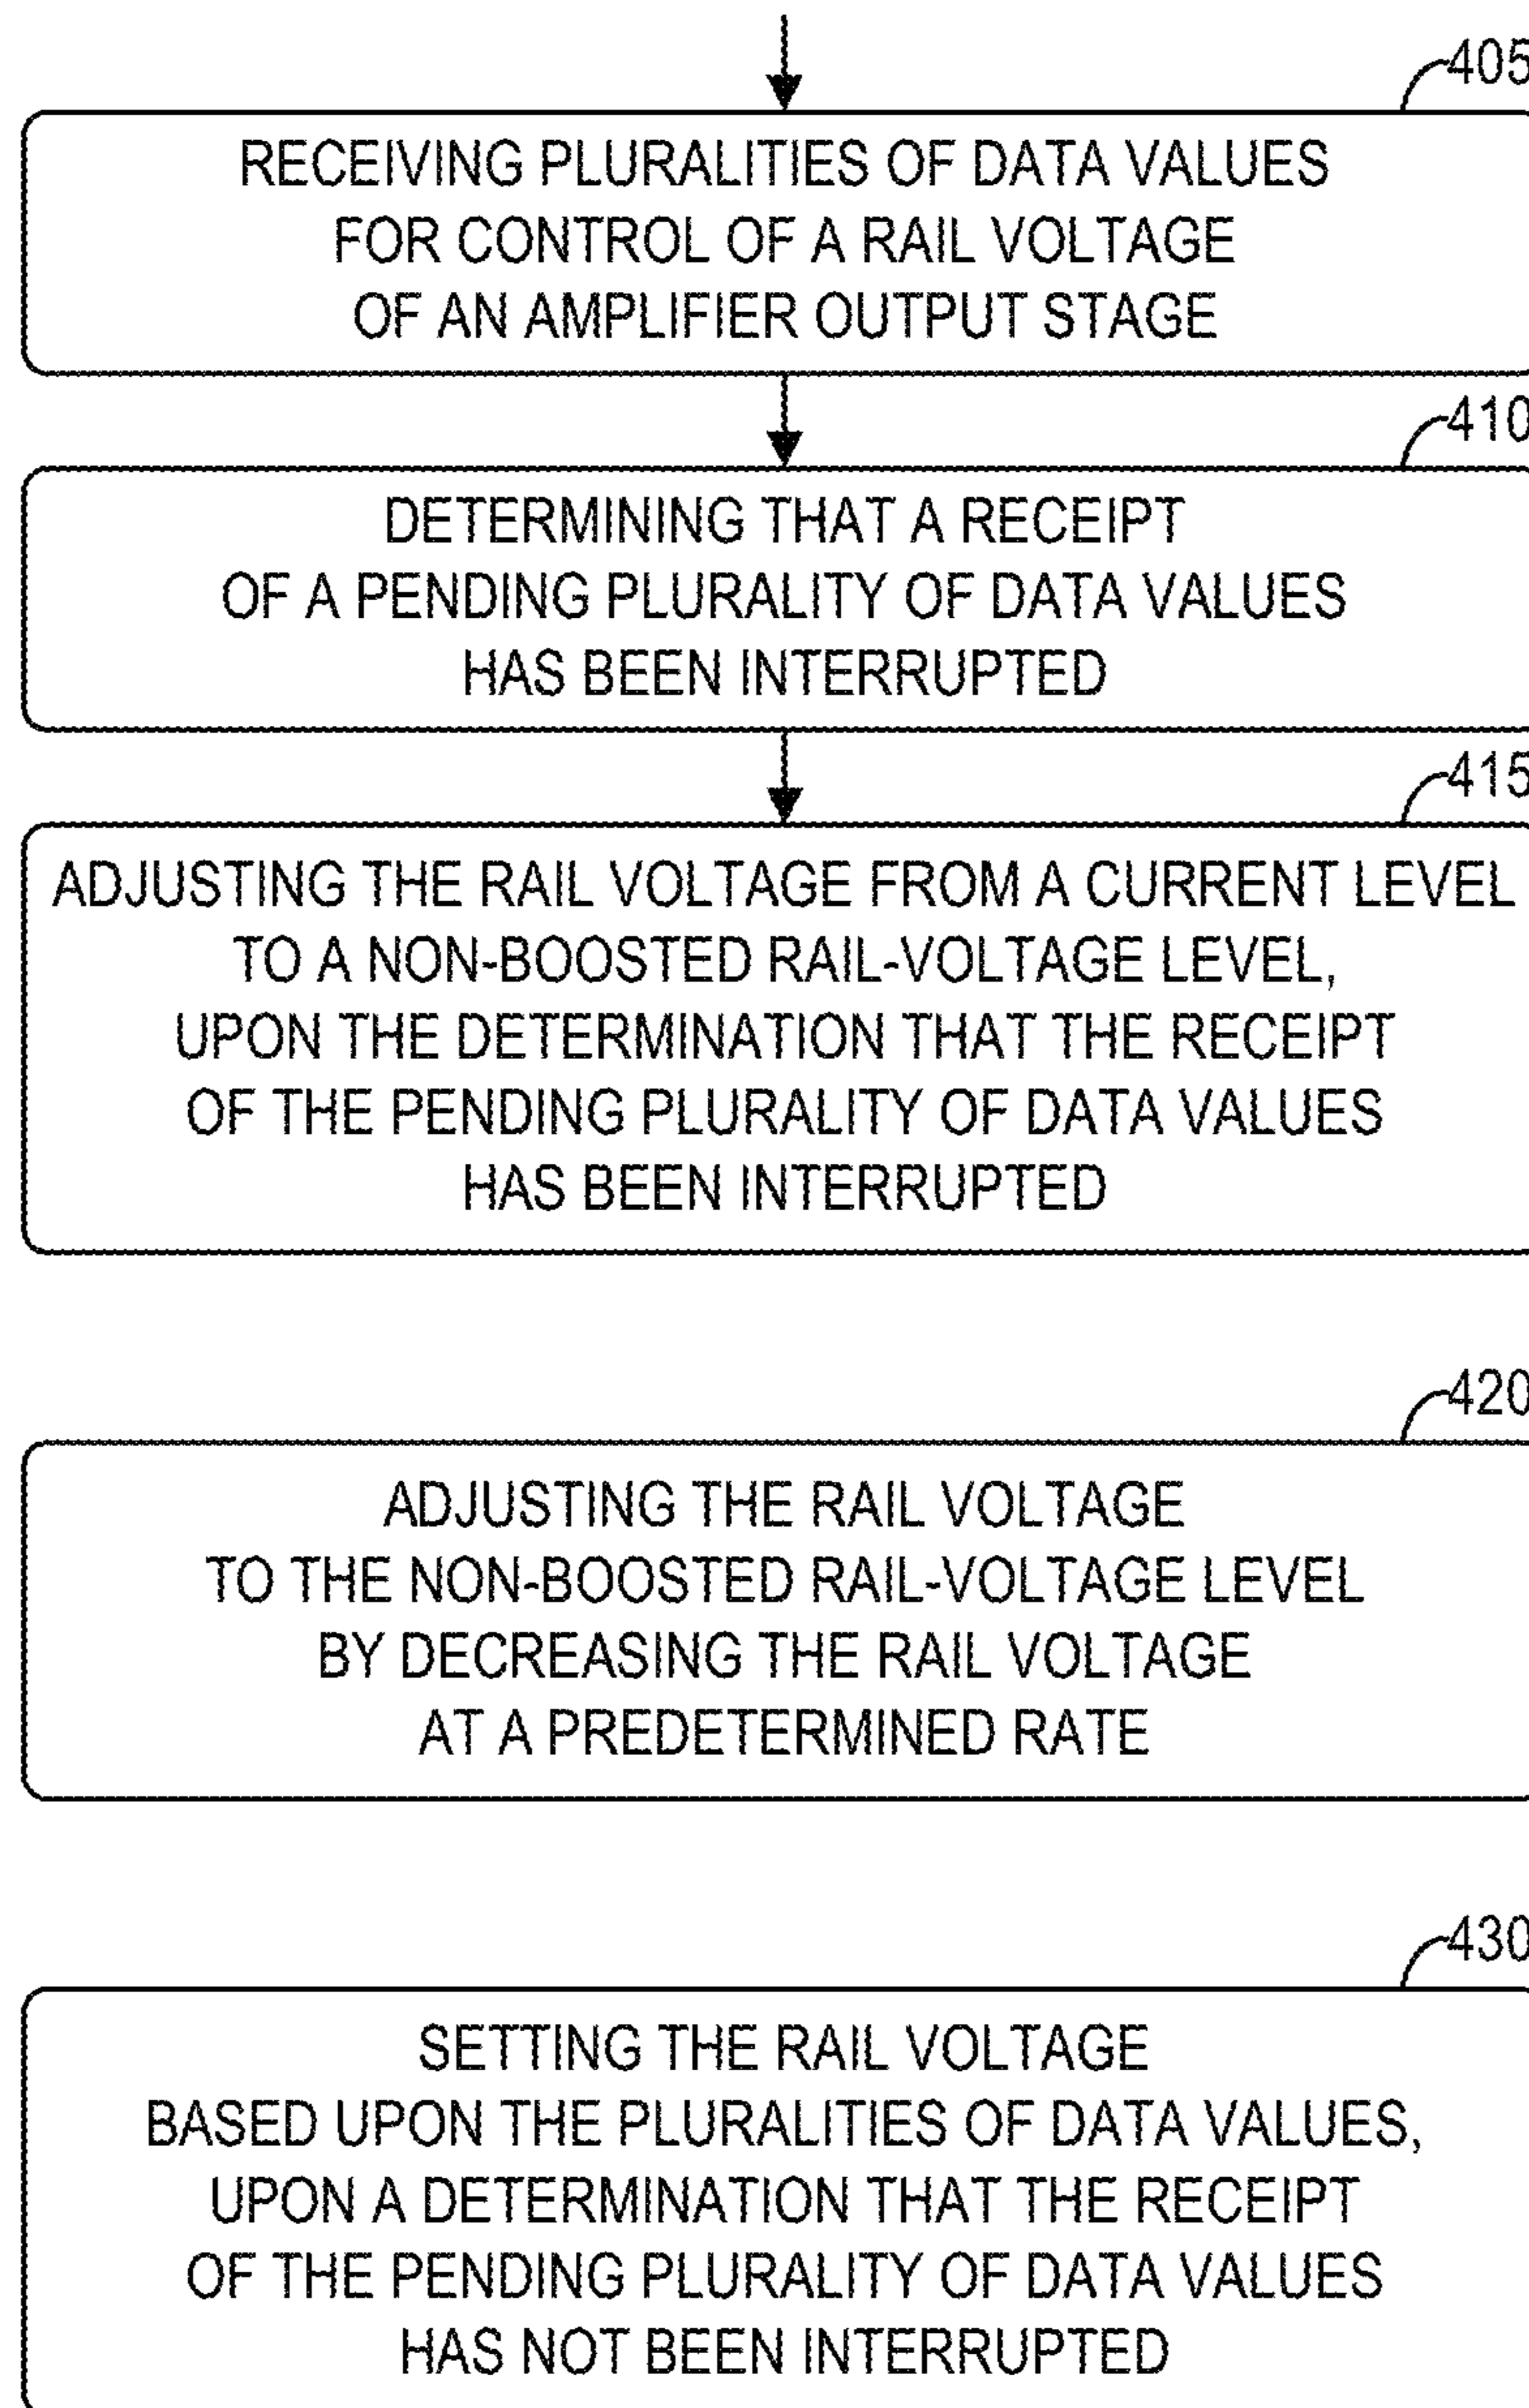 405
RECEIVING PLURALITIES OF DATA VALUES
FOR CONTROL OF A RAIL VOLTAGE
OF AN AMPLIFIER OUTPUT STAGE
410
DETERMINING THAT A RECEIPT
OF A PENDING PLURALITY OF DATA VALUES
HAS BEEN INTERRUPTED
415
ADJUSTING THE RAIL VOLTAGE FROM A CURRENT LEVEL
TO A NON-BOOSTED RAIL-VOLTAGE LEVEL,
UPON THE DETERMINATION THAT THE RECEIPT
OF THE PENDING PLURALITY OF DATA VALUES
HAS BEEN INTERRUPTED
420
ADJUSTING THE RAIL VOLTAGE
TO THE NON-BOOSTED RAIL-VOLTAGE LEVEL
BY DECREASING THE RAIL VOLTAGE
AT A PREDETERMINED RATE
430
SETTING THE RAIL VOLTAGE
BASED UPON THE PLURALITIES OF DATA VALUES,
UPON A DETERMINATION THAT THE RECEIPT
OF THE PENDING PLURALITY OF DATA VALUES
HAS NOT BEEN INTERRUPTED